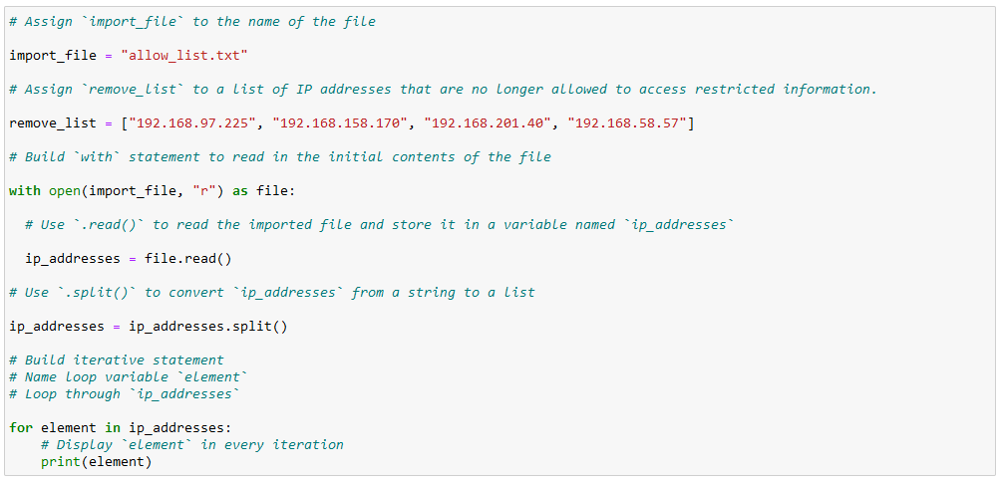 # Assign `import_file` to the name of the file
import_file = "allow_list.txt"
# Assign `remove_list` to a list of IP addresses that are no longer allowed to access restricted information.
remove_list = ["192.168.97.225", "192.168.158.170", "192.168.201.40", "192.168.58.57"]
# Build `with` statement to read in the initial contents of the file
with open(import_file, "r") as file:
  # Use `.read()` to read the imported file and store it in a variable named `ip_addresses`
  ip_addresses = file.read()
# Use `.split()` to convert `ip_addresses` from a string to a list
ip_addresses = ip_addresses.split()
# Build iterative statement
# Name loop variable `element`
# Loop through `ip_addresses`
for element in ip_addresses:
    # Display `element` in every iteration
    print(element)